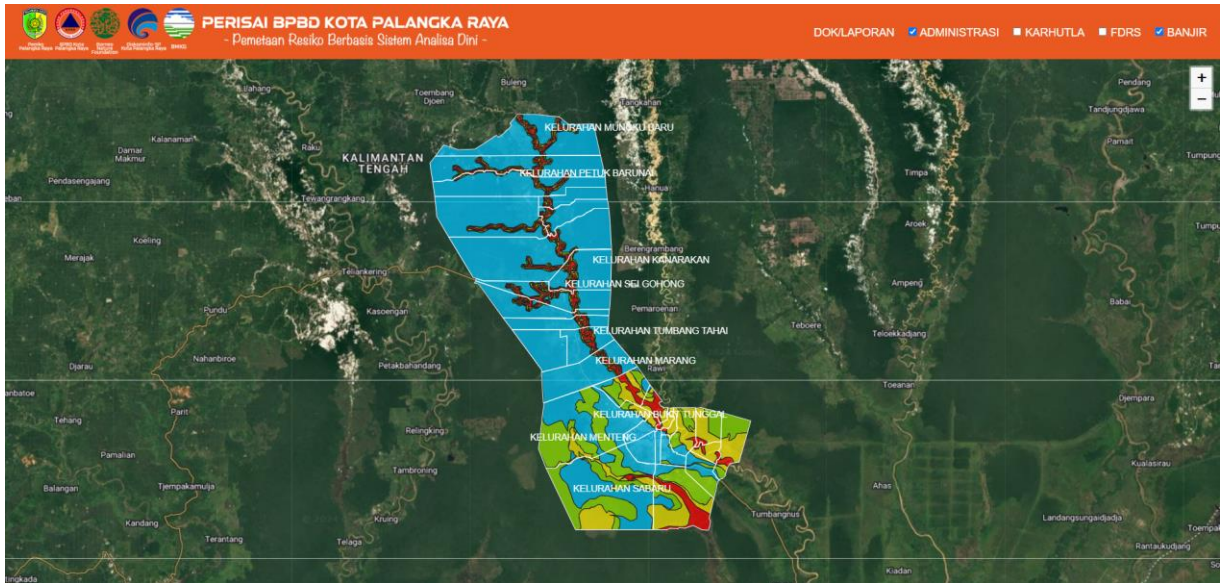 PERISAI BPBD KOTA PALANGKA RAYA
- Pemetaan Resiko Berbasis Sistem Analisa Dini -
BMKG
DOK/LAPORAN
ADMINISTRASI
KARHUTLA
FDRS
BANJIR
+
−
Buleng
Pendang
Lilahang
Toembang
Djoen
Tangkahan
Tandjungdjawa
Kalanaman
Damar
Makmur
Raku
KELURAHAN MUNGKU BARU
Pamait
KALIMANTAN
TENGAH
Tumpung
Pendasengajang
KELURAHAN PETUK BARUNAI
Timpa
Tewangrangkang
Hanua
Aroek
Koeling
Berengrambang
Merajak
KELURAHAN KANARAKAN
Teliankering
KELURAHAN SEI GOHONG
Ampeng
Babai
Pundu
Kasoengan
Pemaroenan
Teboere
KELURAHAN TUMBANG TAHAI
Teloekkadjang
Nahanbiroe
KELURAHAN MARANG
Djarau
Petakbahandang
Rawi
Toeanan
Djempara
Parit
KELURAHAN BUKIT TUNGGAL
Tehang
Relingking
KELURAHAN MENTENG
Pamalian
Tambroning
Kualasirau
Balangan
Tjempakamulja
KELURAHAN SABARU
Ahas
Kandang
Kruing
Tumbangnus
Landangsungaidjadja
Terantang
Telaga
Rantaukudjang
Kiadan
tingkada